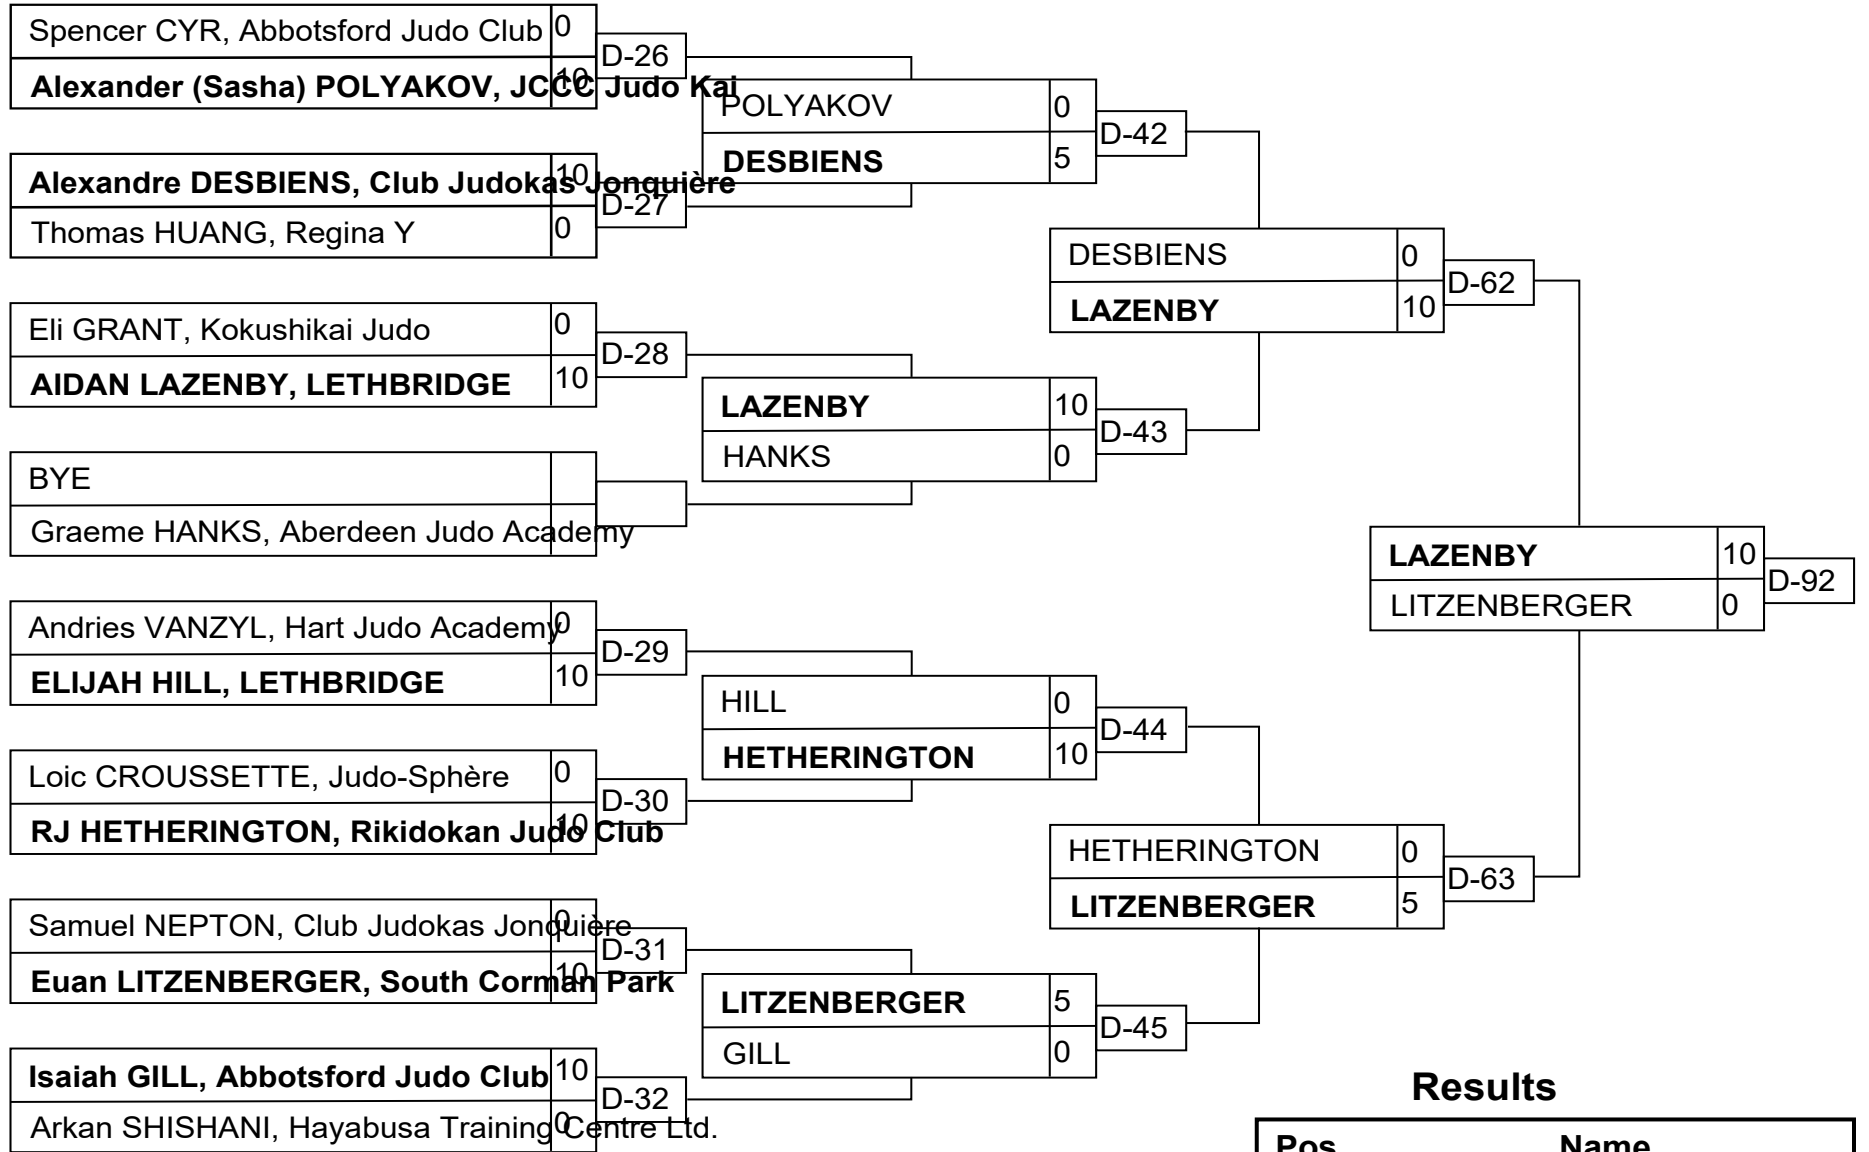 Spencer CYR, Abbotsford Judo Club 0
D-26
Alexander (Sasha) POLYAKOV, JCCC Judo Kai 10
POLYAKOV 0
D-42
DESBIENS 5
Alexandre DESBIENS, Club Judokas Jonquière 10
D-27
Thomas HUANG, Regina Y 0
DESBIENS 0
D-62
LAZENBY 10
Eli GRANT, Kokushikai Judo 0
D-28
AIDAN LAZENBY, LETHBRIDGE 10
LAZENBY 10
D-43
HANKS 0
BYE
Graeme HANKS, Aberdeen Judo Academy
LAZENBY 10
D-92
LITZENBERGER 0
Andries VANZYL, Hart Judo Academy 0
D-29
ELIJAH HILL, LETHBRIDGE 10
HILL 0
D-44
HETHERINGTON 10
Loic CROUSSETTE, Judo-Sphère 0
D-30
RJ HETHERINGTON, Rikidokan Judo Club 10
HETHERINGTON 0
D-63
LITZENBERGER 5
Samuel NEPTON, Club Judokas Jonquière 0
D-31
Euan LITZENBERGER, South Corman Park 10
LITZENBERGER 5
D-45
GILL 0
Isaiah GILL, Abbotsford Judo Club 10
D-32
Arkan SHISHANI, Hayabusa Training Centre Ltd. 0
Results
Pos Name